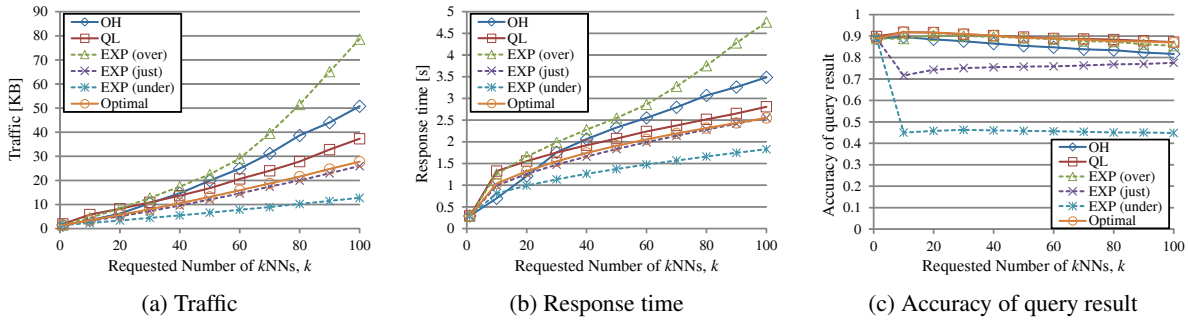 Traffic [KB]
90
80
70
60
50
40
30
20
10
0
0
20
40
60
80
100
OH
QL
EXP (over)
EXP (just)
EXP (under)
Optimal
Requested Number of kNNs, k
(a) Traffic
Response time [s]
5
4.5
4
3.5
3
2.5
2
1.5
1
0.5
0
0
20
40
60
80
100
OH
QL
EXP (over)
EXP (just)
EXP (under)
Optimal
Requested Number of kNNs, k
(b) Response time
Accuracy of query result
1
0.9
0.8
0.7
0.6
0.5
0.4
0.3
0.2
0.1
0
0
20
40
60
80
100
OH
QL
EXP (over)
EXP (just)
EXP (under)
Optimal
Requested Number of kNNs, k
(c) Accuracy of query result